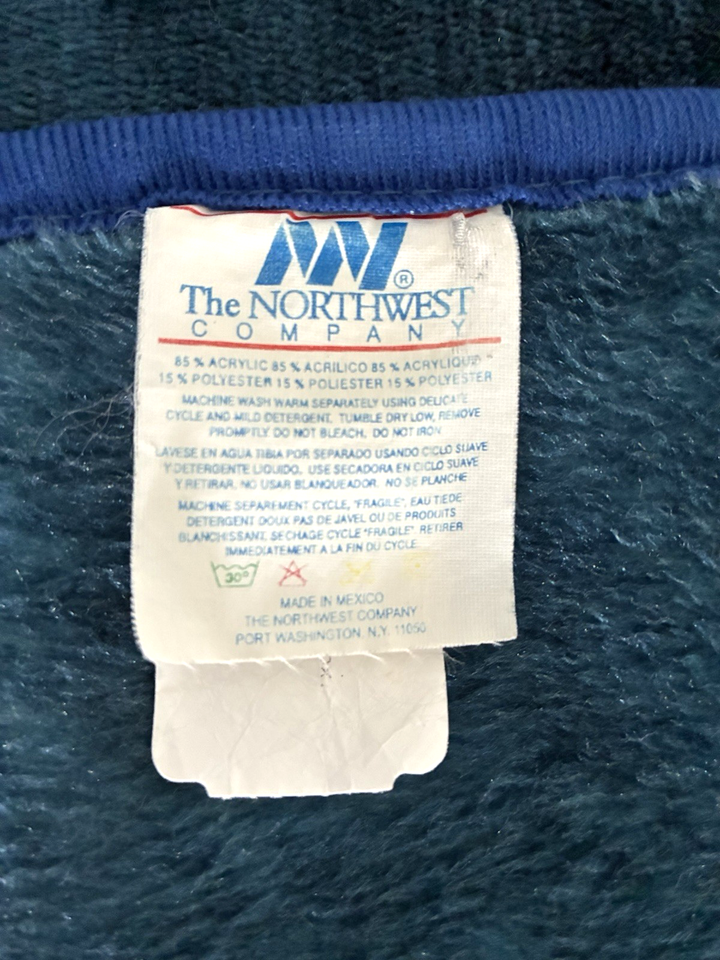 ®
The NORTHWEST
COMPANY
85 % ACRYLIC 85 % ACRILICO 85 % ACRYLIQUE
15 % POLYESTER 15 % POLIESTER 15 % POLYESTER
MACHINE WASH WARM SEPARATELY USING DELICATE
CYCLE AND MILD DETERGENT. TUMBLE DRY LOW, REMOVE
PROMPTLY DO NOT BLEACH. DO NOT IRON
LAVESE EN AGUA TIBIA POR SEPARADO USANDO CICLO SUAVE
Y DETERGENTE LIQUIDO. USE SECADORA EN CICLO SUAVE
Y RETIRAR. NO USAR BLANQUEADOR. NO SE PLANCHE
MACHINE SEPAREMENT CYCLE, "FRAGILE", EAU TIEDE
DETERGENT DOUX PAS DE JAVEL OU DE PRODUITS
BLANCHISSANT. SECHAGE CYCLE "FRAGILE" RETIRER
IMMEDIATEMENT A LA FIN DU CYCLE
30°
MADE IN MEXICO
THE NORTHWEST COMPANY
PORT WASHINGTON. N.Y. 11050